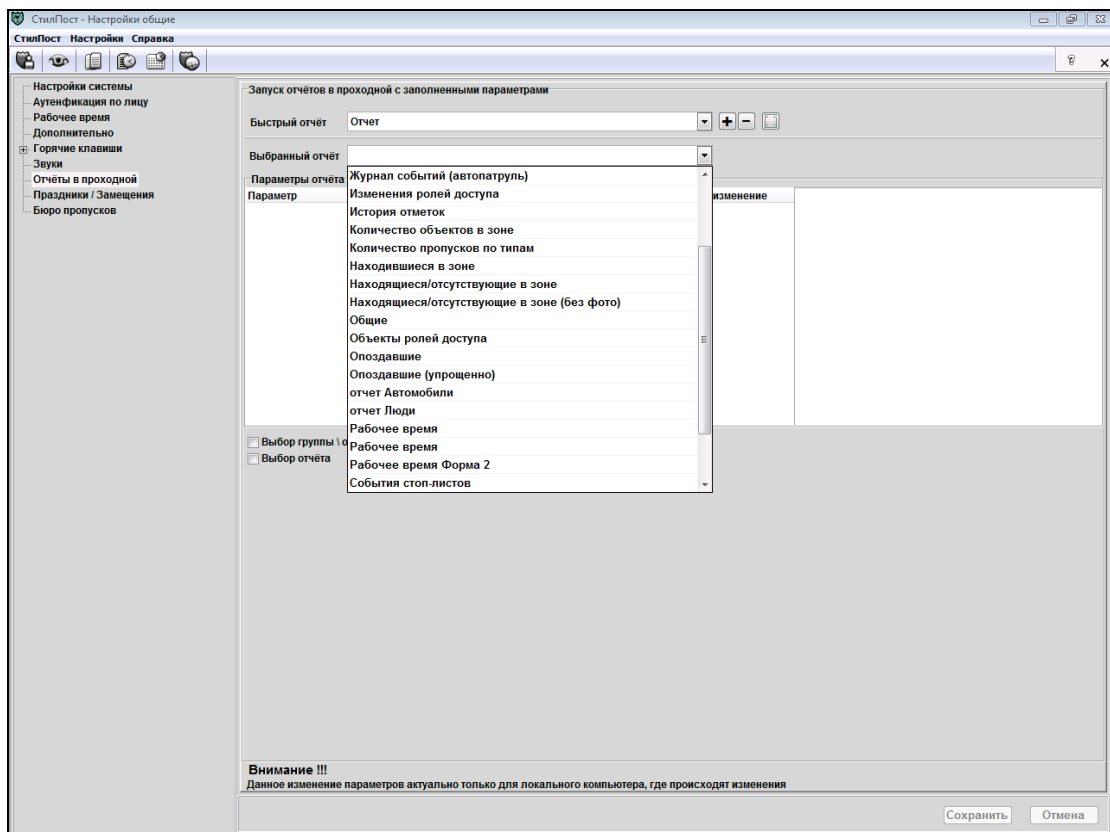 СтилПост - Настройки общие
СтилПост Настройки Справка
Настройки системы
Аутенфикация по лицу
Рабочее время
Дополнительно
Горячие клавиши
Звуки
Отчёты в проходной
Праздники / Замещения
Бюро пропусков
Запуск отчётов в проходной с заполненными параметрами
Быстрый отчёт Отчет
Выбранный отчёт
Параметры отчёта
Параметр изменение
Журнал событий (автопатруль)
Изменения ролей доступа
История отметок
Количество объектов в зоне
Количество пропусков по типам
Находившиеся в зоне
Находящиеся/отсутствующие в зоне
Находящиеся/отсутствующие в зоне (без фото)
Общие
Объекты ролей доступа
Опоздавшие
Опоздавшие (упрощенно)
отчет Автомобили
отчет Люди
Рабочее время
Рабочее время
Рабочее время Форма 2
События стоп-листов
Выбор группы \ о
Выбор отчёта
Внимание !!!
Данное изменение параметров актуально только для локального компьютера, где происходят изменения
Сохранить Отмена